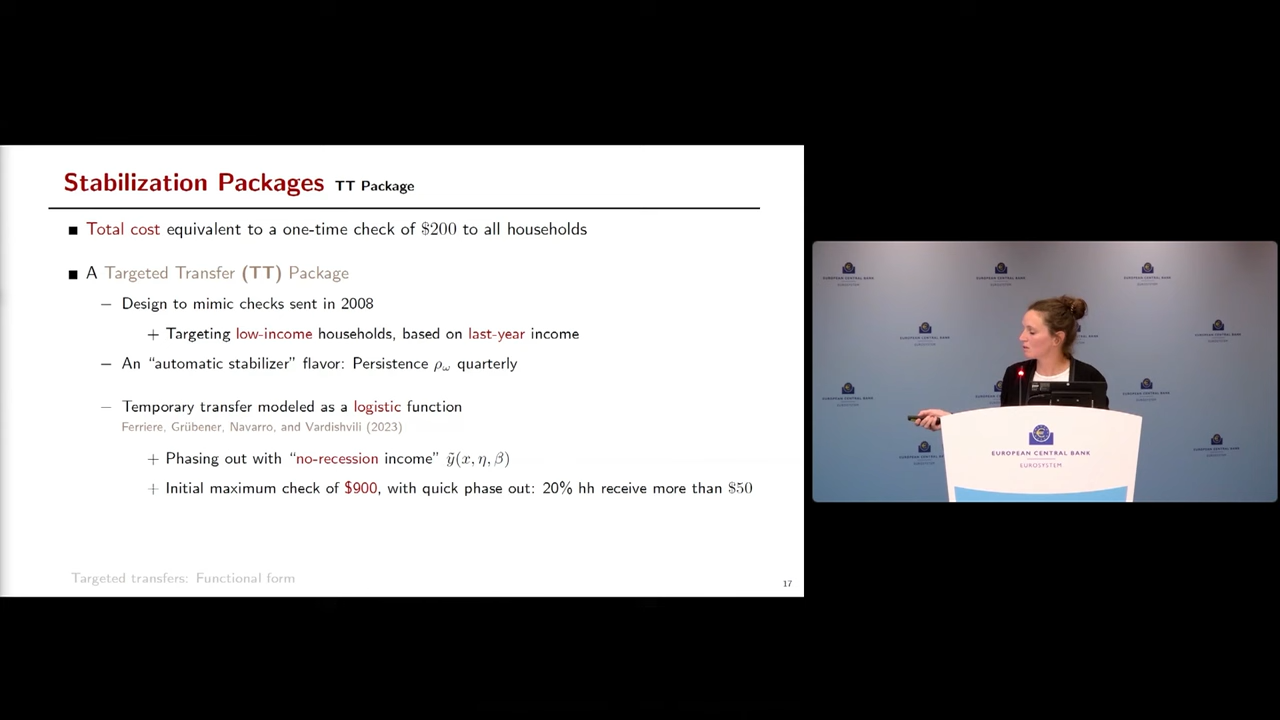 Stabilization Packages TT Package
■ Total cost equivalent to a one-time check of $200 to all households
■ A Targeted Transfer (TT) Package
– Design to mimic checks sent in 2008
+ Targeting low-income households, based on last-year income
– An “automatic stabilizer” flavor: Persistence ρω quarterly
– Temporary transfer modeled as a logistic function
Ferriere, Grübener, Navarro, and Vardishvili (2023)
+ Phasing out with “no-recession income” ỹ(x, η, β)
+ Initial maximum check of $900, with quick phase out: 20% hh receive more than $50
Targeted transfers: Functional form
17
EUROPEAN CENTRAL BANK
EUROSYSTEM